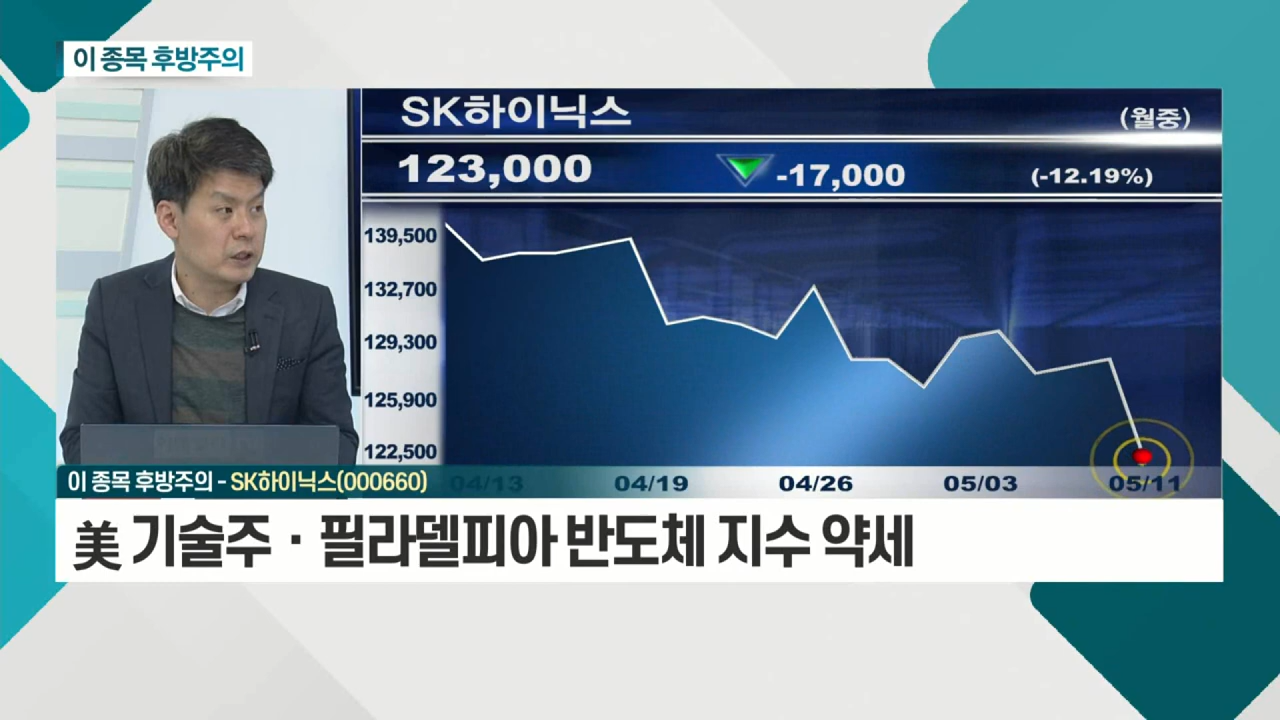 이 종목 후방주의
SK하이닉스
(월중)
123,000 ▼ -17,000 (-12.19%)
139,500
132,700
129,300
125,900
122,500
04/13 04/19 04/26 05/03 05/11
이 종목 후방주의 - SK하이닉스(000660)
美 기술주 · 필라델피아 반도체 지수 약세